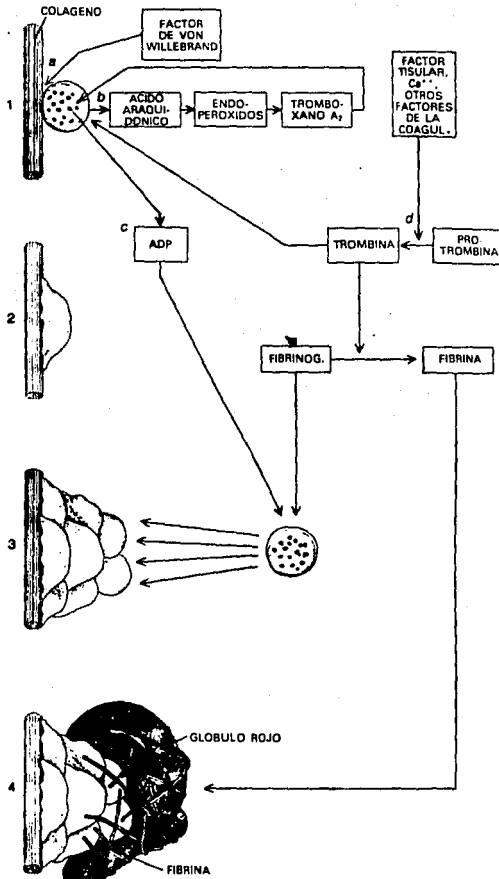 COLAGENO
a
FACTOR
DE VON
WILLEBRAND
1
b
ACIDO
ARAQUI-
DONICO
ENDO-
PEROXIDOS
TROMBO-
XANO A₂
FACTOR
TISULAR.
Ca⁺⁺.
OTROS
FACTORES
DE LA
COAGUL.
c
ADP
d
TROMBINA
PRO-
TROMBINA
2
FIBRINOG.
FIBRINA
3
GLOBULO ROJO
4
FIBRINA